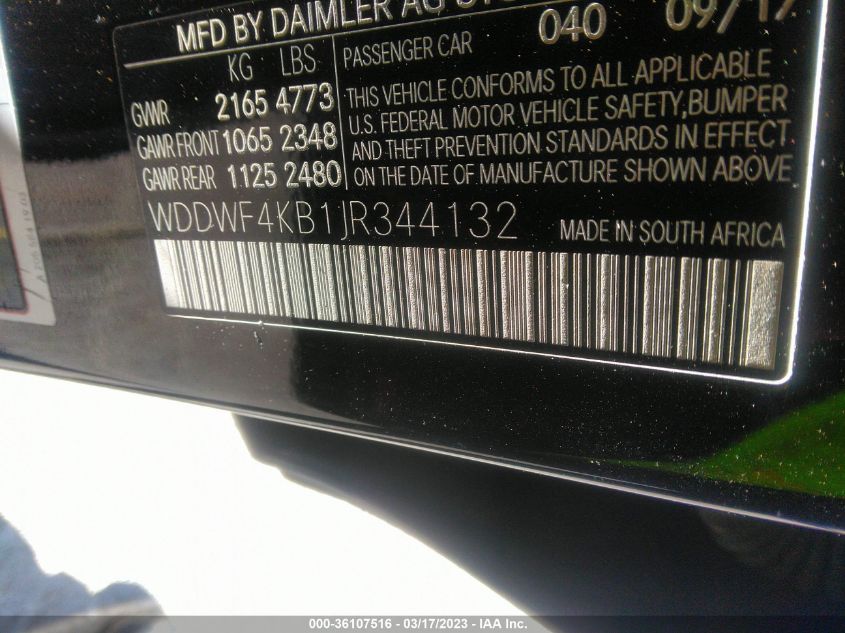 MFD BY DAIMLER AG
040
09/17
KG LBS
GVWR 2165 4773
GAWR FRONT 1065 2348
GAWR REAR 1125 2480
PASSENGER CAR
THIS VEHICLE CONFORMS TO ALL APPLICABLE
U.S. FEDERAL MOTOR VEHICLE SAFETY,BUMPER
AND THEFT PREVENTION STANDARDS IN EFFECT
ON THE DATE OF MANUFACTURE SHOWN ABOVE
WDDWF4KB1JR344132
MADE IN SOUTH AFRICA
000-36107516 - 03/17/2023 - IAA Inc.